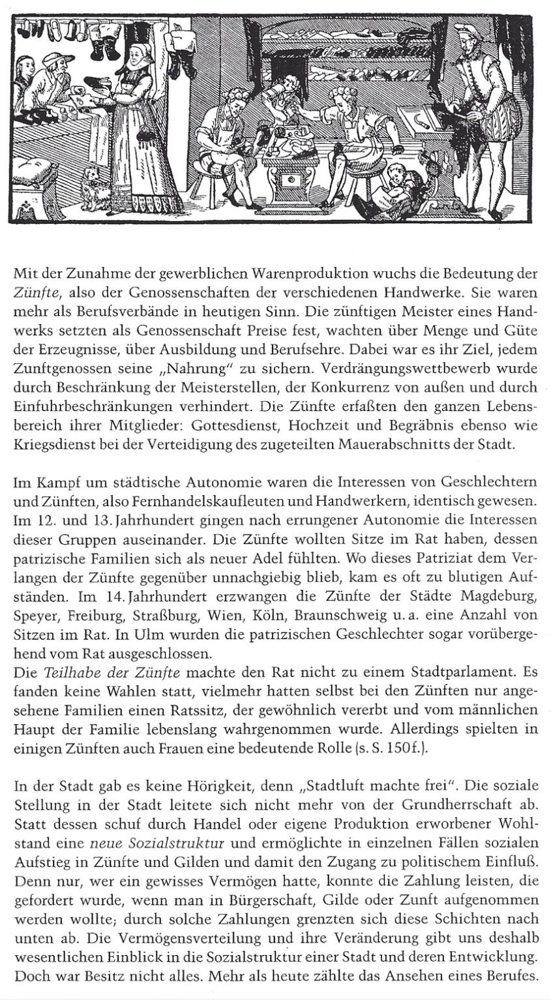 Mit der Zunahme der gewerblichen Warenproduktion wuchs die Bedeutung der
Zünfte, also der Genossenschaften der verschiedenen Handwerke. Sie waren
mehr als Berufsverbände in heutigen Sinn. Die zünftigen Meister eines Hand-
werks setzten als Genossenschaft Preise fest, wachten über Menge und Güte
der Erzeugnisse, über Ausbildung und Berufsehre. Dabei war es ihr Ziel, jedem
Zunftgenossen seine „Nahrung" zu sichern. Verdrängungswettbewerb wurde
durch Beschränkung der Meisterstellen, der Konkurrenz von außen und durch
Einfuhrbeschränkungen verhindert. Die Zünfte erfaßten den ganzen Lebens-
bereich ihrer Mitglieder: Gottesdienst, Hochzeit und Begräbnis ebenso wie
Kriegsdienst bei der Verteidigung des zugeteilten Mauerabschnitts der Stadt.
Im Kampf um städtische Autonomie waren die Interessen von Geschlechtern
und Zünften, also Fernhandelskaufleuten und Handwerkern, identisch gewesen.
Im 12. und 13. Jahrhundert gingen nach errungener Autonomie die Interessen
dieser Gruppen auseinander. Die Zünfte wollten Sitze im Rat haben, dessen
patrizische Familien sich als neuer Adel fühlten. Wo dieses Patriziat dem Ver-
langen der Zünfte gegenüber unnachgiebig blieb, kam es oft zu blutigen Auf-
ständen. Im 14. Jahrhundert erzwangen die Zünfte der Städte Magdeburg,
Speyer, Freiburg, Straßburg, Wien, Köln, Braunschweig u. a. eine Anzahl von
Sitzen im Rat. In Ulm wurden die patrizischen Geschlechter sogar vorüberge-
hend vom Rat ausgeschlossen.
Die Teilhabe der Zünfte machte den Rat nicht zu einem Stadtparlament. Es
fanden keine Wahlen statt, vielmehr hatten selbst bei den Zünften nur ange-
sehene Familien einen Ratssitz, der gewöhnlich vererbt und vom männlichen
Haupt der Familie lebenslang wahrgenommen wurde. Allerdings spielten in
einigen Zünften auch Frauen eine bedeutende Rolle (s. S. 150f.).
In der Stadt gab es keine Hörigkeit, denn „Stadtluft machte frei". Die soziale
Stellung in der Stadt leitete sich nicht mehr von der Grundherrschaft ab.
Statt dessen schuf durch Handel oder eigene Produktion erworbener Wohl-
stand eine neue Sozialstruktur und ermöglichte in einzelnen Fällen sozialen
Aufstieg in Zünfte und Gilden und damit den Zugang zu politischem Einfluß.
Denn nur, wer ein gewisses Vermögen hatte, konnte die Zahlung leisten, die
gefordert wurde, wenn man in Bürgerschaft, Gilde oder Zunft aufgenommen
werden wollte; durch solche Zahlungen grenzten sich diese Schichten nach
unten ab. Die Vermögensverteilung und ihre Veränderung gibt uns deshalb
wesentlichen Einblick in die Sozialstruktur einer Stadt und deren Entwicklung.
Doch war Besitz nicht alles. Mehr als heute zählte das Ansehen eines Berufes.